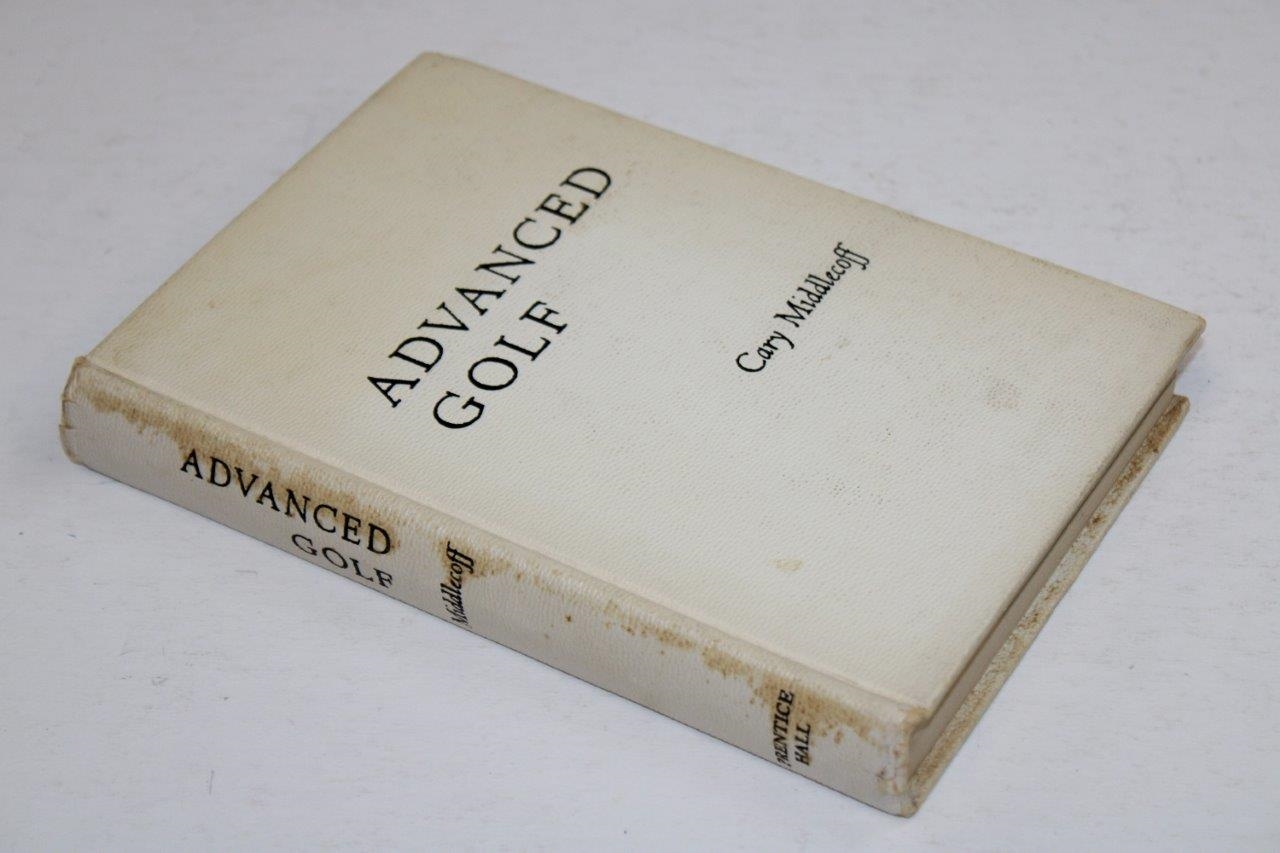 ADVANCED
GOLF
Cary Middlecoff
ADVANCED
GOLF
Middlecoff
PRENTICE
HALL